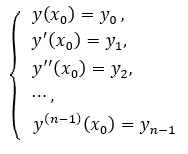 y(x₀) = y₀ ,
y′(x₀) = y₁,
y′′(x₀) = y₂,
⋯ ,
y⁽ⁿ⁻¹⁾(x₀) = yₙ₋₁